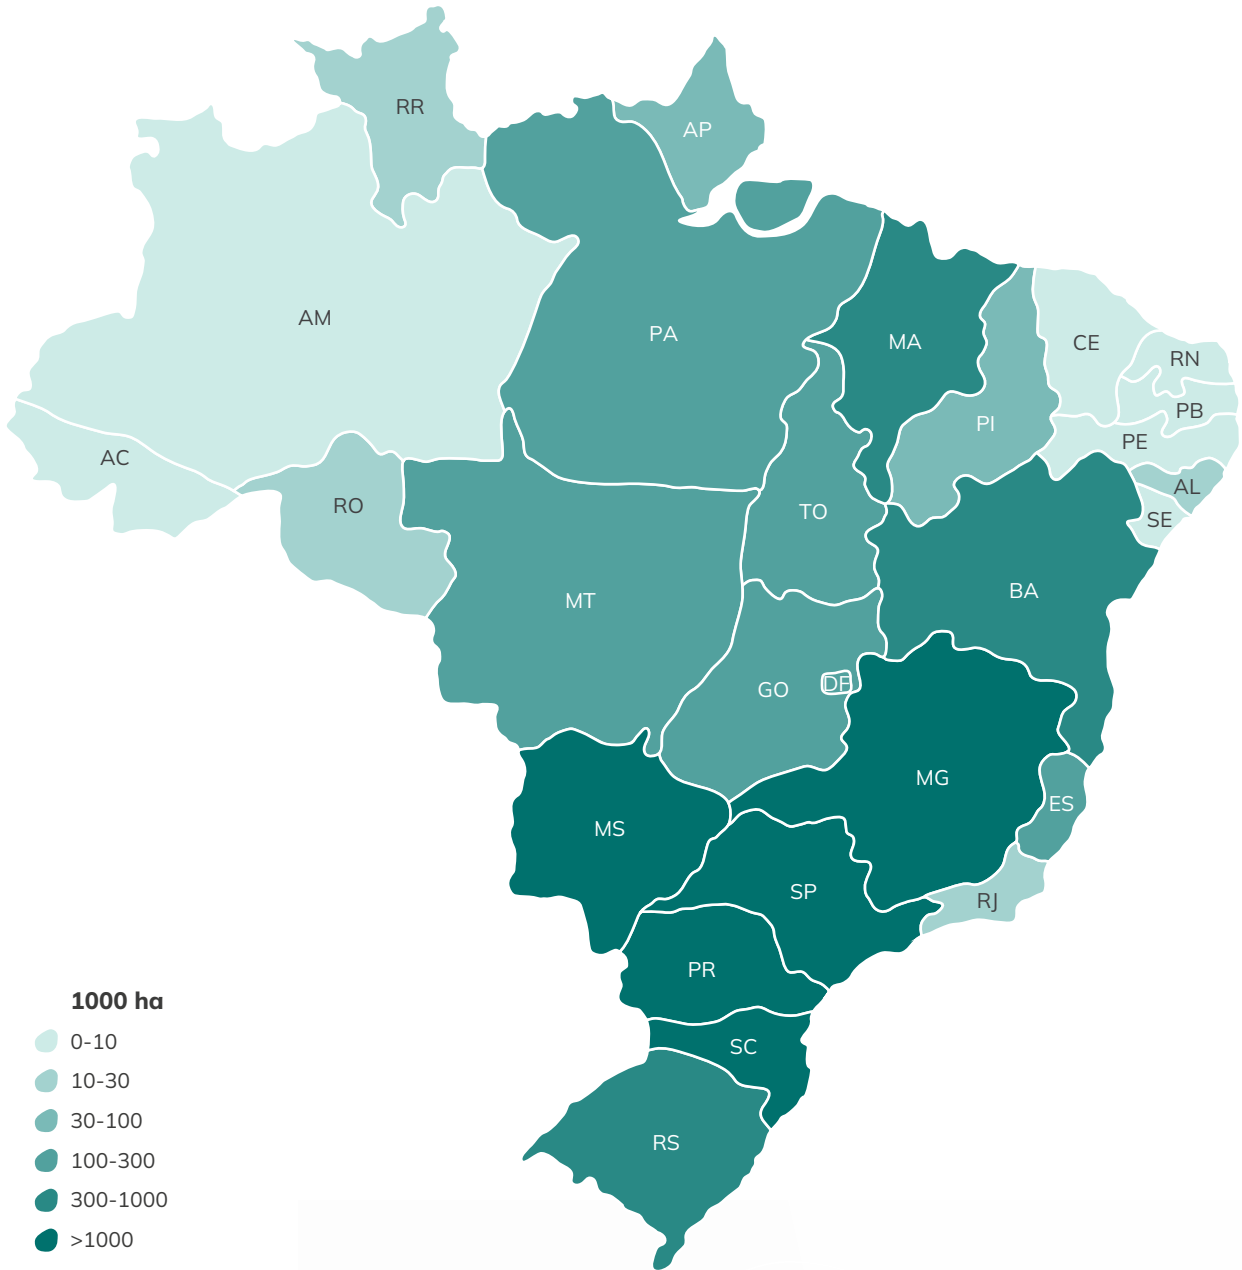 RR
AP
AM
PA
MA
CE
RN
PB
PI
PE
AC
AL
RO
TO
SE
BA
MT
GO
DF
MG
ES
MS
SP
RJ
PR
1000 ha
0-10
SC
10-30
30-100
RS
100-300
300-1000
>1000